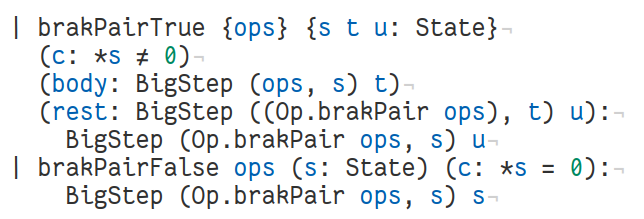 | brakPairTrue {ops} {s t u: State}¬
(c: *s ≠ 0)¬
(body: BigStep (ops, s) t)¬
(rest: BigStep ((Op.brakPair ops), t) u):¬
BigStep (Op.brakPair ops, s) u¬
| brakPairFalse ops (s: State) (c: *s = 0):¬
BigStep (Op.brakPair ops, s) s¬